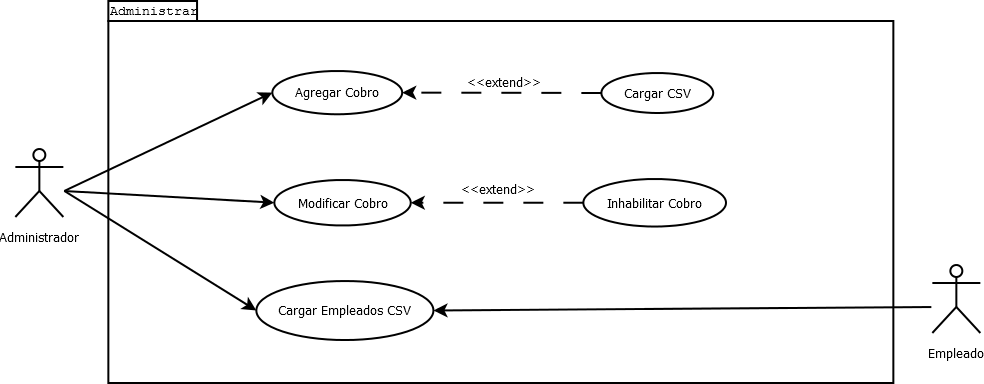 Administrar
Agregar Cobro
<<extend>>
Cargar CSV
Modificar Cobro
<<extend>>
Inhabilitar Cobro
Administrador
Cargar Empleados CSV
Empleado